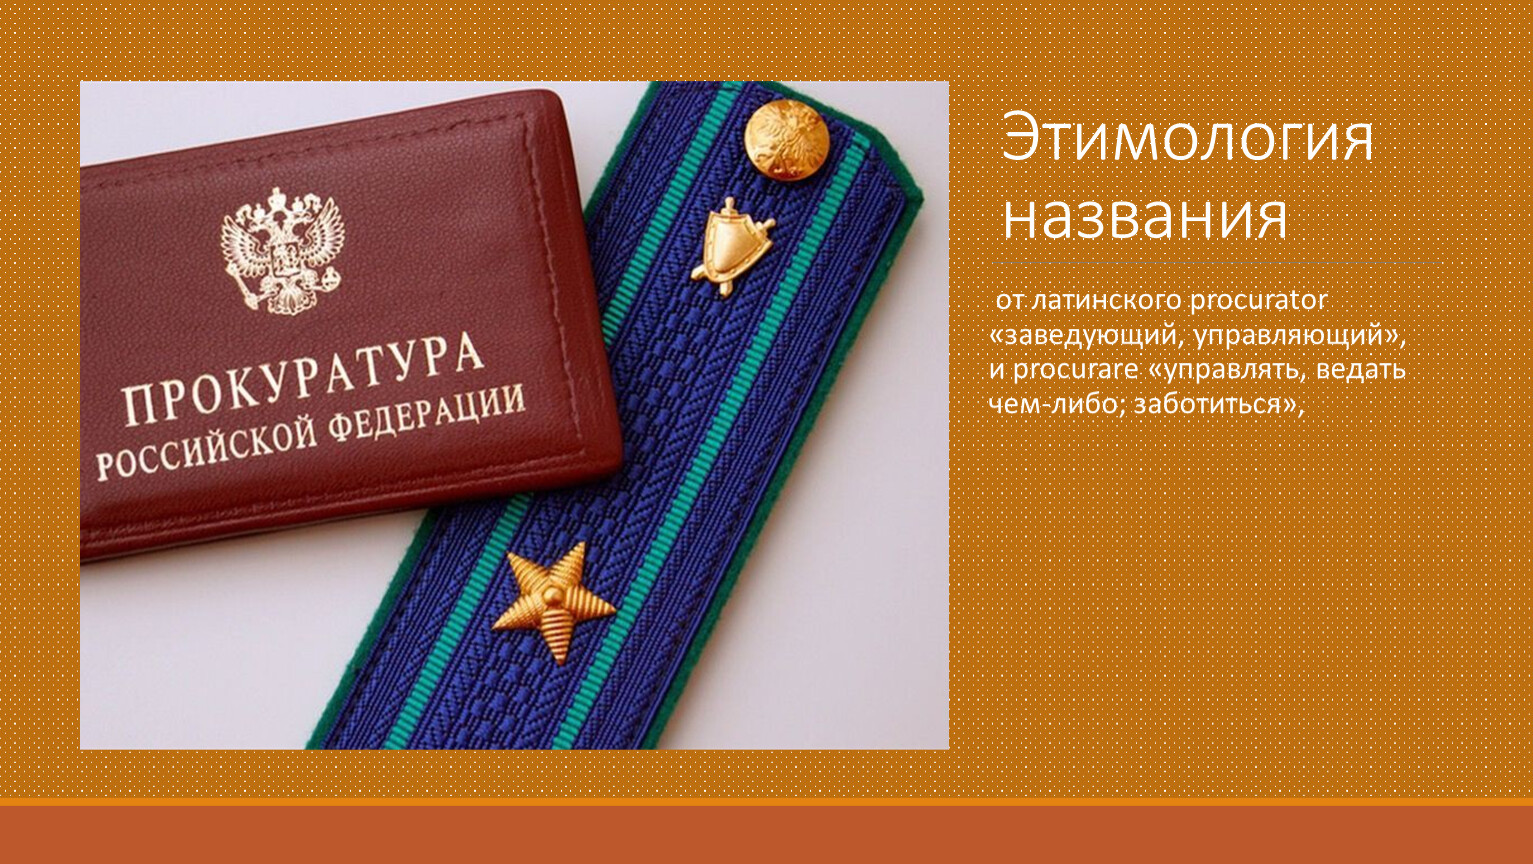 ПРОКУРАТУРА
РОССИЙСКОЙ ФЕДЕРАЦИИ
Этимология
названия
от латинского procurator
«заведующий, управляющий»,
и procurare «управлять, ведать
чем-либо; заботиться»,